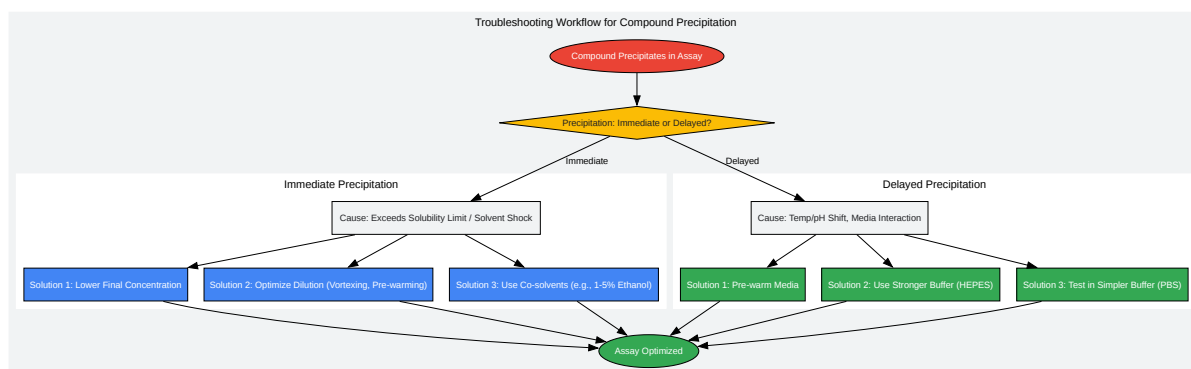 Troubleshooting Workflow for Compound Precipitation
Compound Precipitates in Assay
Precipitation: Immediate or Delayed?
Immediate
Delayed
Immediate Precipitation
Delayed Precipitation
Cause: Exceeds Solubility Limit / Solvent Shock
Cause: Temp/pH Shift, Media Interaction
Solution 1: Lower Final Concentration
Solution 2: Optimize Dilution (Vortexing, Pre-warming)
Solution 3: Use Co-solvents (e.g., 1-5% Ethanol)
Solution 1: Pre-warm Media
Solution 2: Use Stronger Buffer (HEPES)
Solution 3: Test in Simpler Buffer (PBS)
Assay Optimized